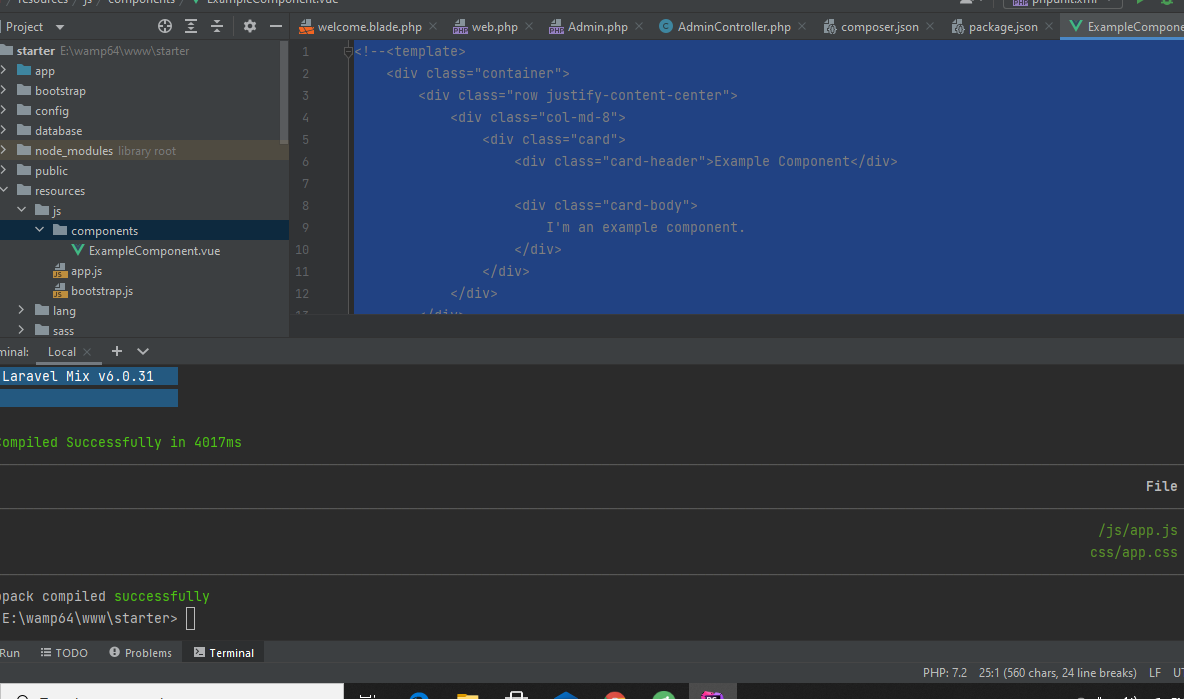 resources / js / components / ExampleComponent.vue
phpunit.xml
Project
welcome.blade.php
web.php
Admin.php
AdminController.php
composer.json
package.json
ExampleCompone
starter E:\wamp64\www\starter
app
bootstrap
config
database
node_modules library root
public
resources
js
components
ExampleComponent.vue
app.js
bootstrap.js
lang
sass
1 <!--<template>
2 <div class="container">
3 <div class="row justify-content-center">
4 <div class="col-md-8">
5 <div class="card">
6 <div class="card-header">Example Component</div>
7
8 <div class="card-body">
9 I'm an example component.
10 </div>
11 </div>
12 </div>
13 </div>
minal: Local
Laravel Mix v6.0.31
ompiled Successfully in 4017ms
File
/js/app.js
css/app.css
pack compiled successfully
E:\wamp64\www\starter>
Run TODO Problems Terminal
PHP: 7.2 25:1 (560 chars, 24 line breaks) LF UT